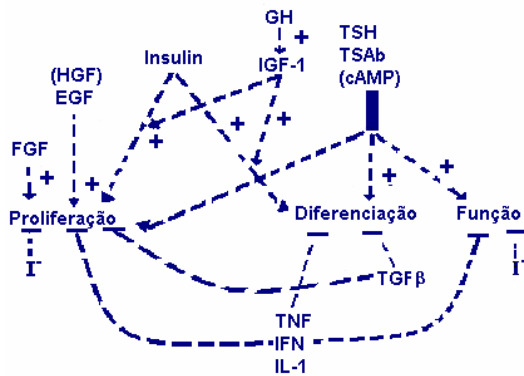 GH
+
TSH
TSAb
(cAMP)
Insulin
IGF-1
(HGF)
EGF
+
+
+
FGF
+
+
+
+
Proliferação
Diferenciação
Função
I⁻
I⁻
TGFβ
TNF
IFN
IL-1